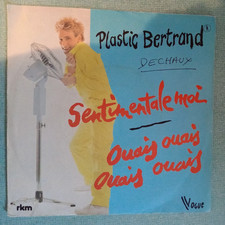 Plastic Bertrand
DECHAUX
Sentimentale moi
Ouais ouais
Ouais ouais
rkm
Vogue